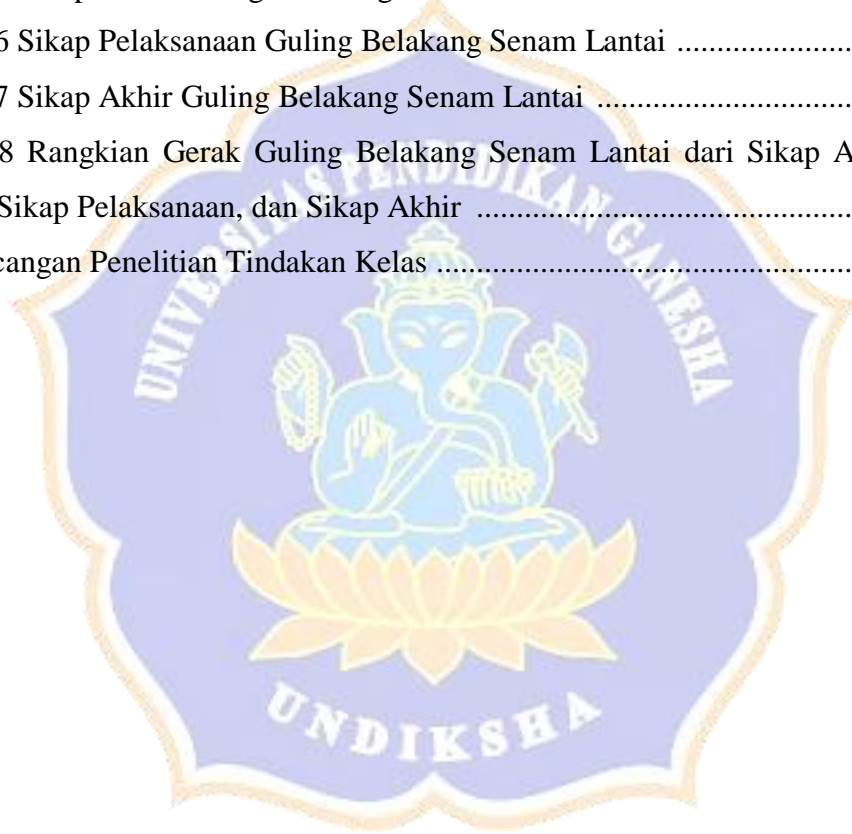 6 Sikap Pelaksanaan Guling Belakang Senam Lantai ......................
7 Sikap Akhir Guling Belakang Senam Lantai ................................
8 Rangkian Gerak Guling Belakang Senam Lantai dari Sikap A
Sikap Pelaksanaan, dan Sikap Akhir ................................................
cangan Penelitian Tindakan Kelas .....................................................
UNIVERSITAS PENDIDIKAN GANESHA
UNDIKSHA